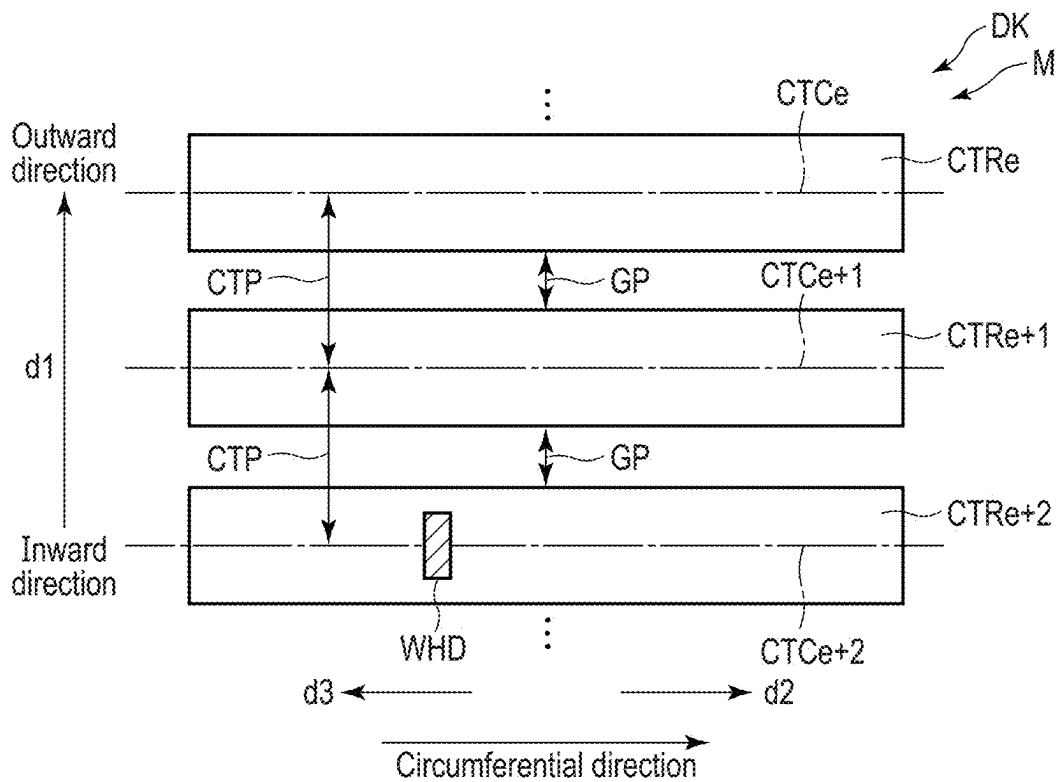 DK
M
CTCe
Outward
direction
CTRe
CTP
GP
CTCe+1
CTRe+1
d1
CTP
GP
CTRe+2
Inward
direction
WHD
CTCe+2
d3
d2
Circumferential direction